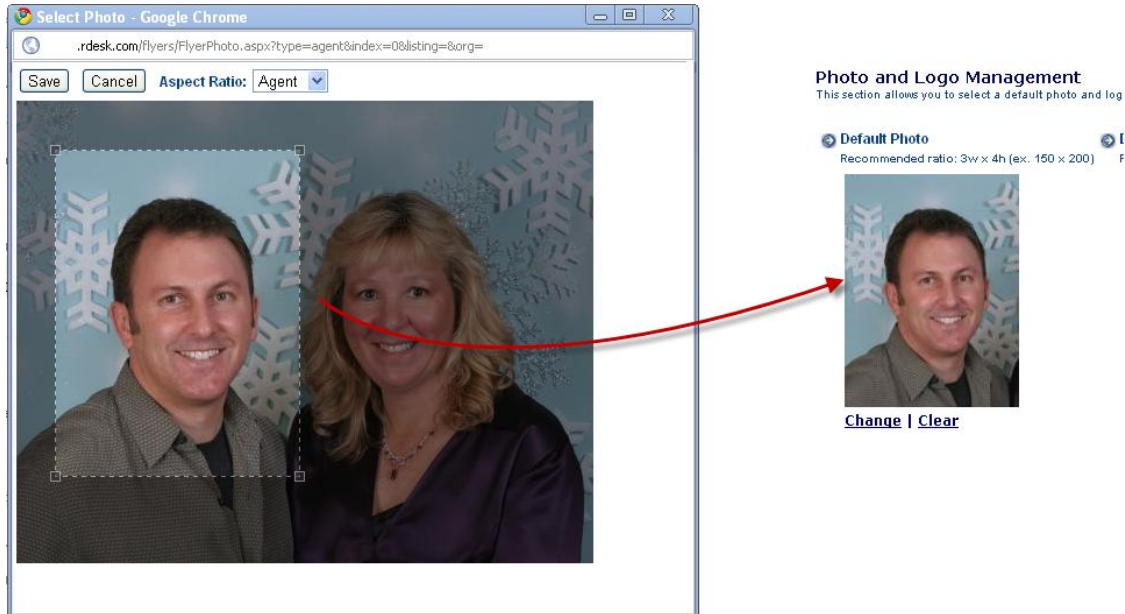 Select Photo - Google Chrome
.rdesk.com/flyers/FlyerPhoto.aspx?type=agent&index=0&listing=&org=
Save Cancel Aspect Ratio: Agent
Photo and Logo Management
This section allows you to select a default photo and log
Default Photo
Recommended ratio: 3w x 4h (ex. 150 x 200)
Change | Clear